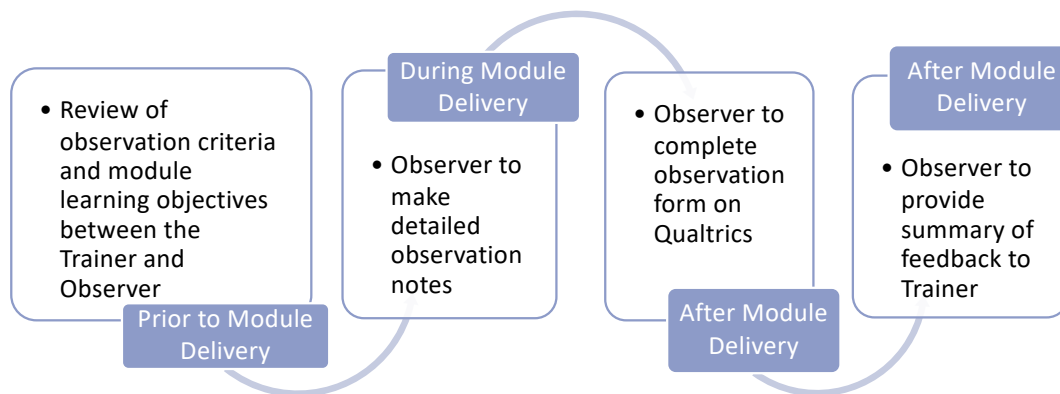 • Review of
observation criteria
and module
learning objectives
between the
Trainer and
Observer
Prior to Module
Delivery
During Module
Delivery
• Observer to
make
detailed
observation
notes
• Observer to
complete
observation
form on
Qualtrics
After Module
Delivery
After Module
Delivery
• Observer to
provide
summary of
feedback to
Trainer